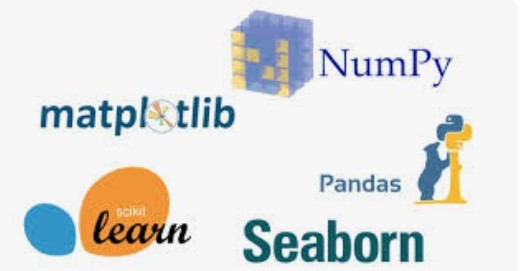 NumPy
matplotlib
Pandas
scikit
learn
Seaborn